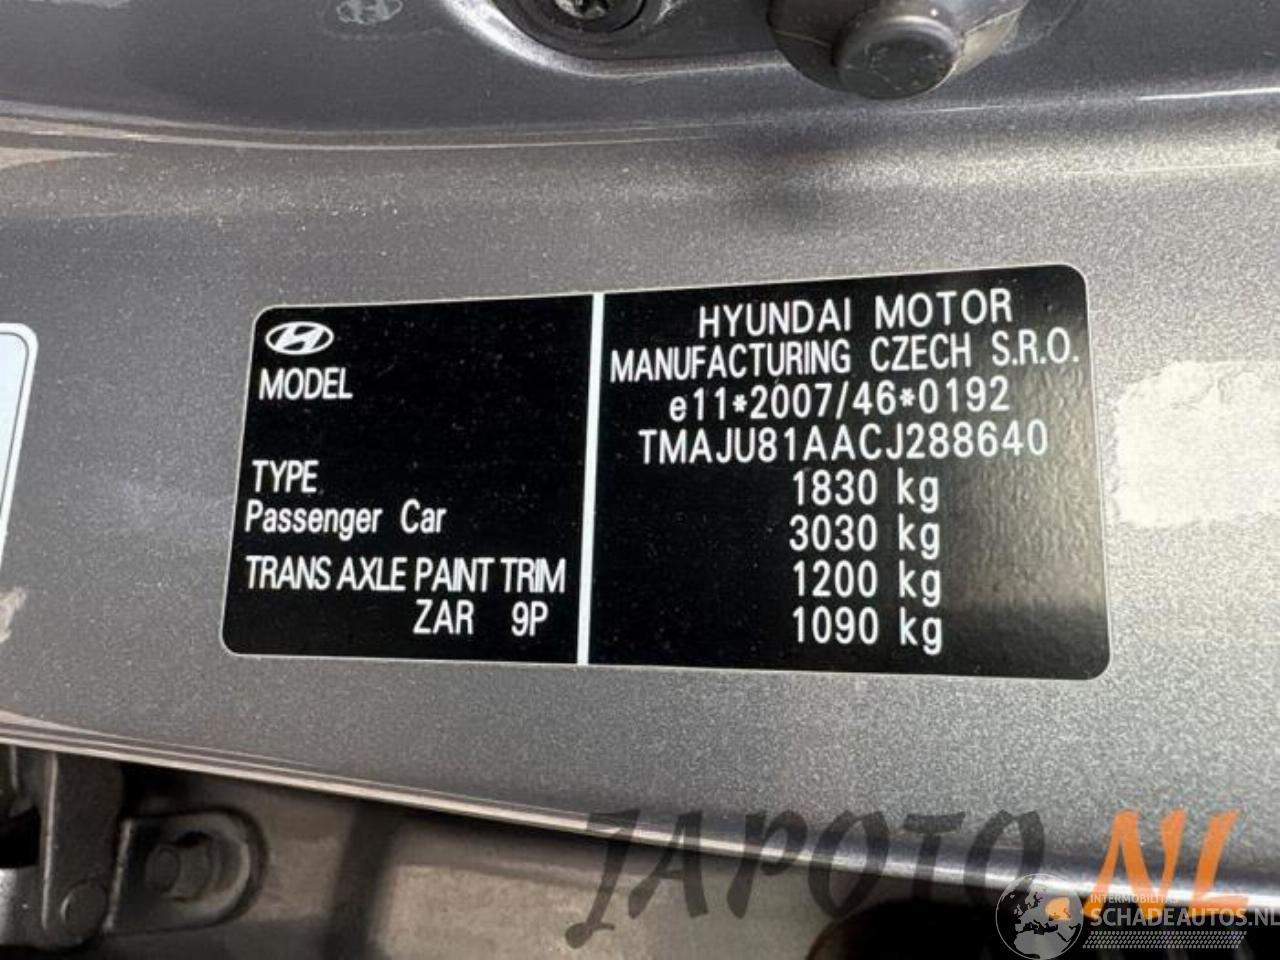 HYUNDAI MOTOR
MANUFACTURING CZECH S.R.O.
MODEL
e11*2007/46*0192
TMAJU81AACJ288640
TYPE
1830 kg
Passenger Car
3030 kg
TRANS AXLE PAINT TRIM
1200 kg
ZAR 9P
1090 kg
JAPOTO NL
INTERMOBILITAS
SCHADEAUTOS.NL